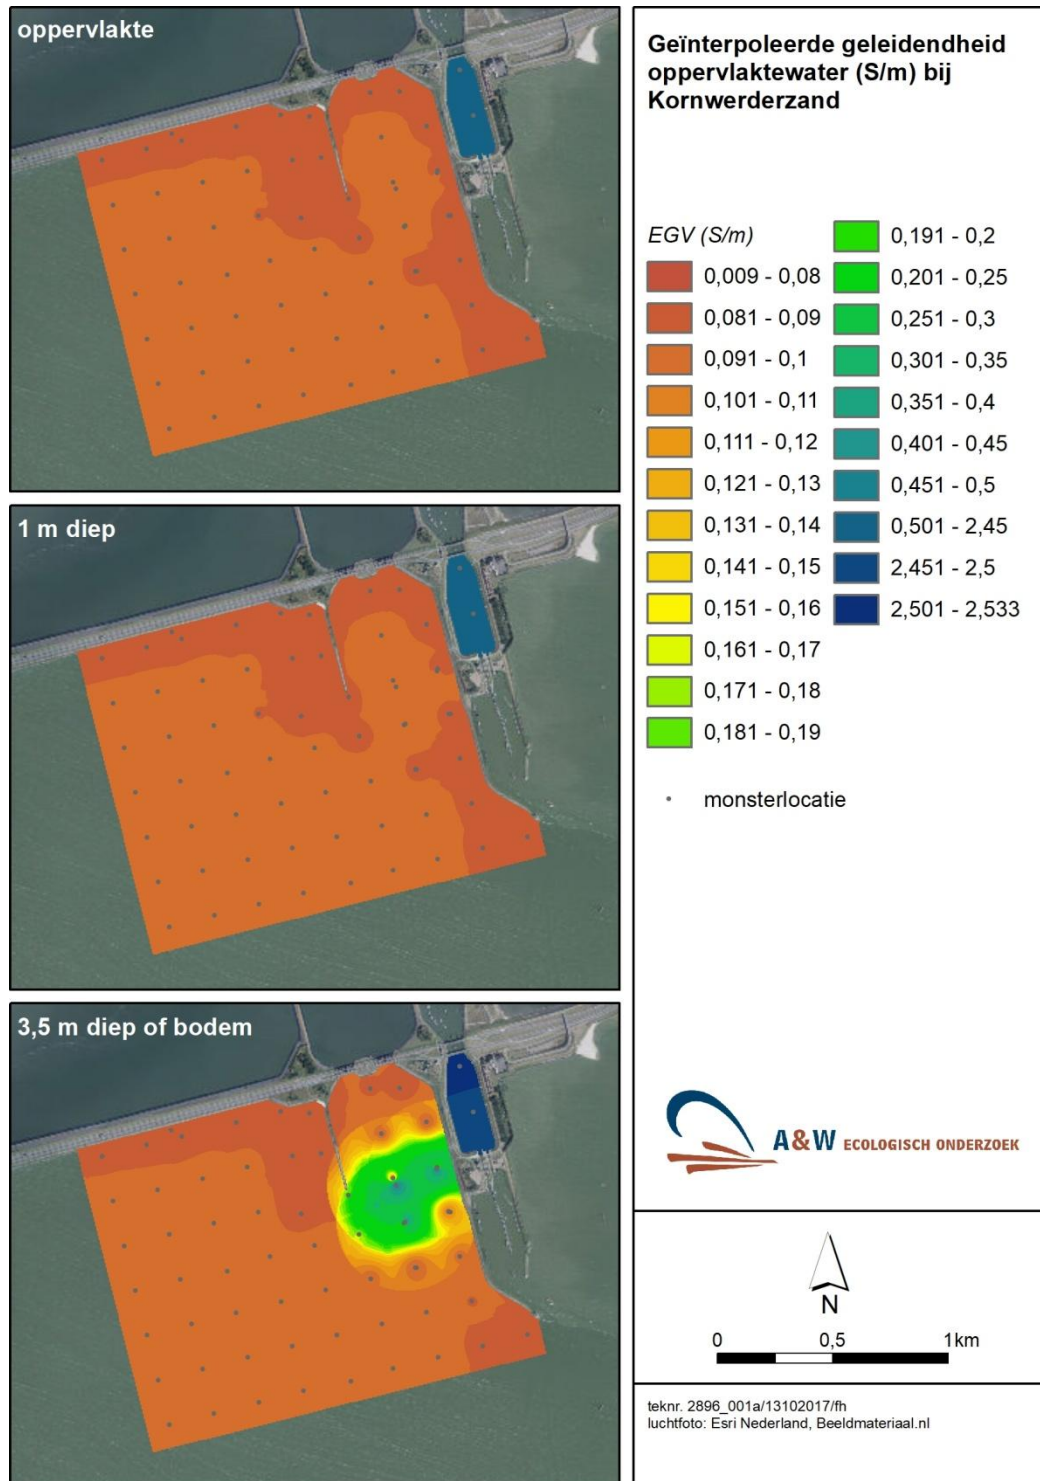 oppervlakte
1 m diep
3,5 m diep of bodem
Geïnterpoleerde geleidendheid
oppervlaktewater (S/m) bij
Kornwerderzand
EGV (S/m)
0,009 - 0,08
0,081 - 0,09
0,091 - 0,1
0,101 - 0,11
0,111 - 0,12
0,121 - 0,13
0,131 - 0,14
0,141 - 0,15
0,151 - 0,16
0,161 - 0,17
0,171 - 0,18
0,181 - 0,19
0,191 - 0,2
0,201 - 0,25
0,251 - 0,3
0,301 - 0,35
0,351 - 0,4
0,401 - 0,45
0,451 - 0,5
0,501 - 2,45
2,451 - 2,5
2,501 - 2,533
monsterlocatie
A&W ECOLOGISCH ONDERZOEK
N
0 0,5 1km
teknr. 2896_001a/13102017/fh
luchtfoto: Esri Nederland, Beeldmateriaal.nl